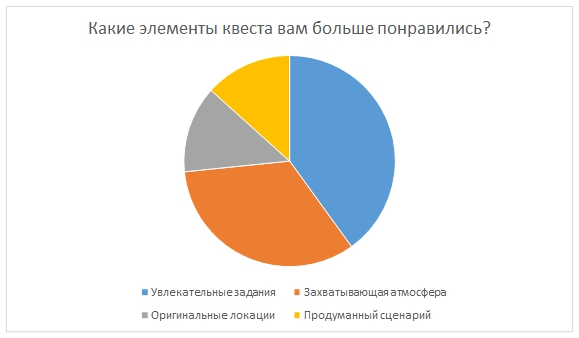 Какие элементы квеста вам больше понравились?
Увлекательные задания
Захватывающая атмосфера
Оригинальные локации
Продуманный сценарий